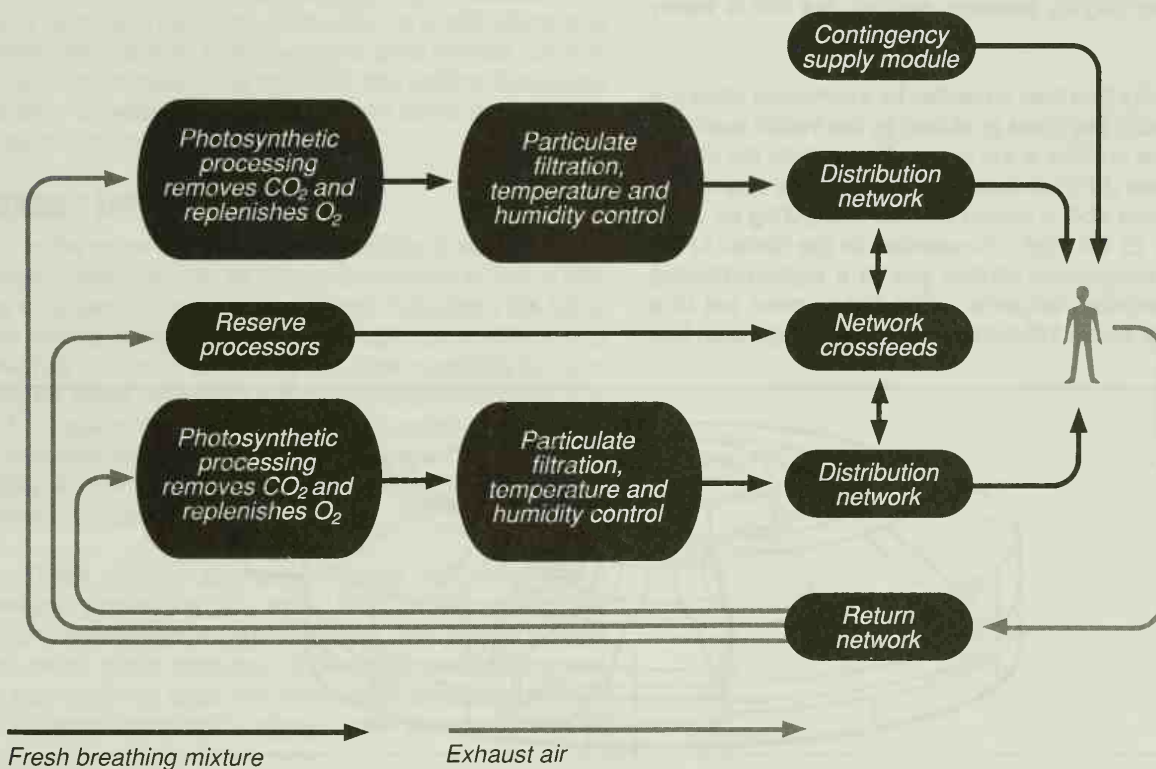 Contingency
supply module
Photosynthetic
processing
removes CO₂ and
replenishes O₂
Particulate
filtration,
temperature and
humidity control
Distribution
network
Reserve
processors
Network
crossfeeds
Photosynthetic
processing
removes CO₂ and
replenishes O₂
Particulate
filtration,
temperature and
humidity control
Distribution
network
Return
network
Fresh breathing mixture
Exhaust air